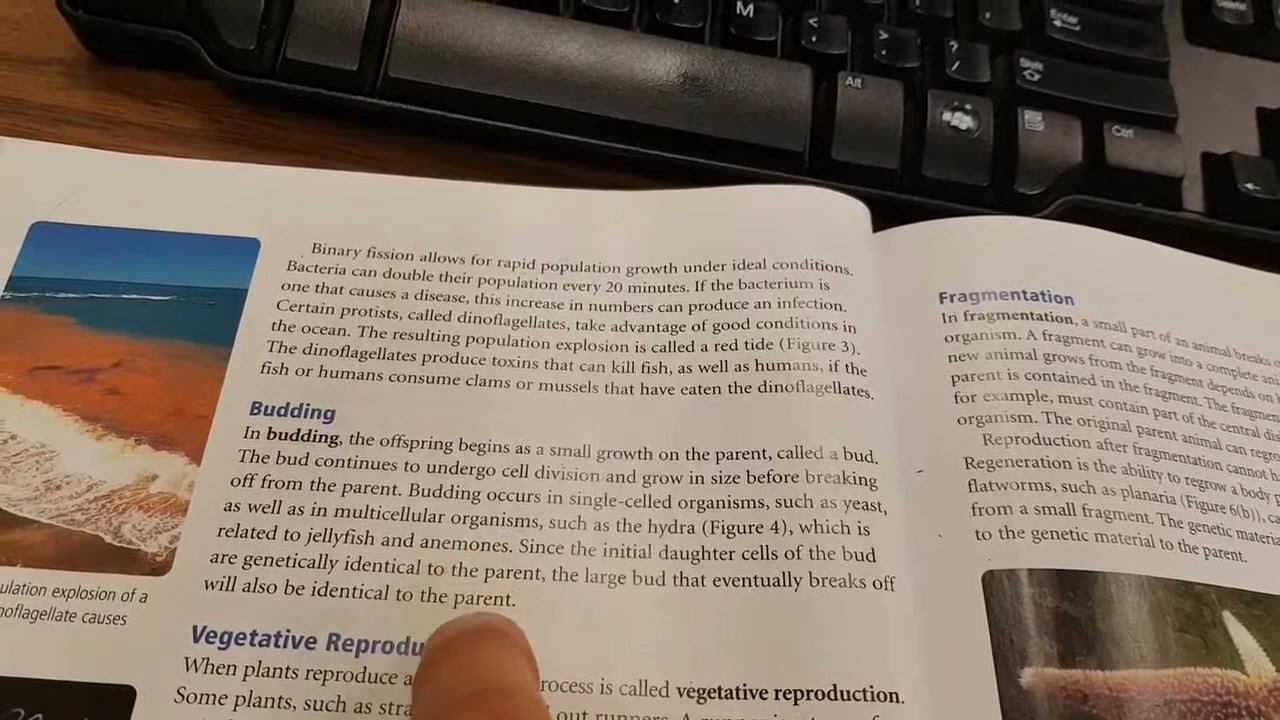 M
<
>
?
Enter
Shift
Alt
Ctrl
Binary fission allows for rapid population growth under ideal conditions.
Bacteria can double their population every 20 minutes. If the bacterium is
one that causes a disease, this increase in numbers can produce an infection.
Certain protists, called dinoflagellates, take advantage of good conditions in
the ocean. The resulting population explosion is called a red tide (Figure 3).
The dinoflagellates produce toxins that can kill fish, as well as humans, if the
fish or humans consume clams or mussels that have eaten the dinoflagellates.
Budding
In budding, the offspring begins as a small growth on the parent, called a bud.
The bud continues to undergo cell division and grow in size before breaking
off from the parent. Budding occurs in single-celled organisms, such as yeast,
as well as in multicellular organisms, such as the hydra (Figure 4), which is
related to jellyfish and anemones. Since the initial daughter cells of the bud
are genetically identical to the parent, the large bud that eventually breaks off
will also be identical to the parent.
ulation explosion of a
noflagellate causes
Vegetative Reprodu
When plants reproduce a rocess is called vegetative reproduction.
Some plants, such as stra out runners. A
Fragmentation
In fragmentation, a small part of an animal breaks
organism. A fragment can grow into a complete
new animal grows from the fragment depends on
parent is contained in the fragment. The
for example, must contain part of the central
organism. The original parent animal can
Reproduction after fragmentation cannot
Regeneration is the ability to regrow a body
flatworms, such as planaria (Figure 6(b)),
from a small fragment. The genetic
to the genetic material to the parent.